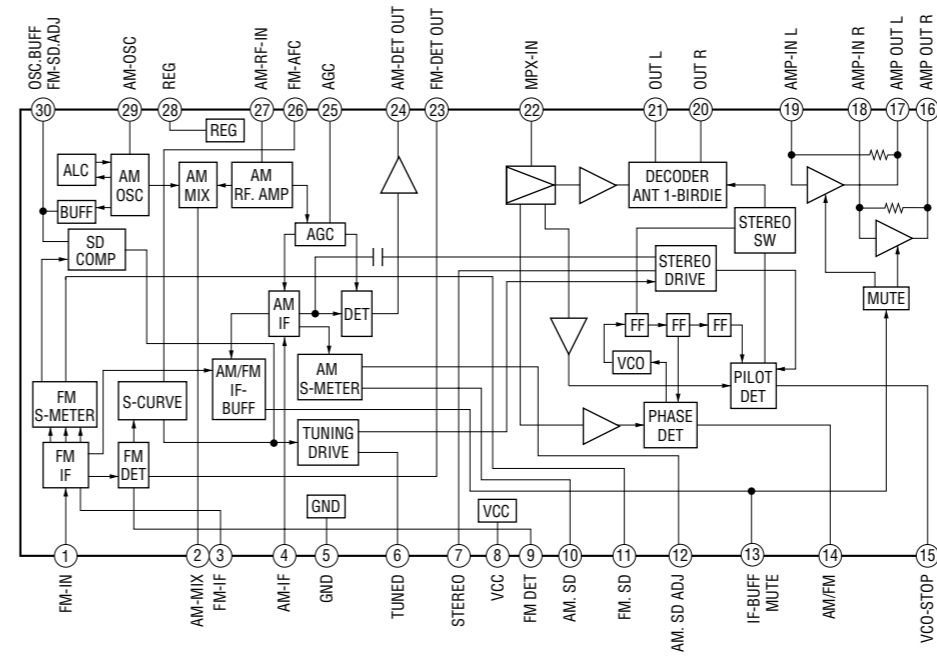 OSC.BUFF
FM-SD.ADJ
AM-OSC
REG
AM-RF-IN
FM-AFC
AGC
AM-DET OUT
FM-DET OUT
MPX-IN
OUT L
OUT R
AMP-IN L
AMP-IN R
AMP OUT L
AMP OUT R
30
29
28
27
26
25
24
23
22
21
20
19
18
17
16
REG
ALC
AM
OSC
AM
MIX
AM
RF. AMP
DECODER
ANT 1-BIRDIE
BUFF
SD
COMP
AGC
STEREO
SW
STEREO
DRIVE
MUTE
AM
IF
DET
FF
FF
FF
VCO
PILOT
DET
AM/FM
IF-
BUFF
AM
S-METER
FM
S-METER
S-CURVE
PHASE
DET
TUNING
DRIVE
FM
IF
FM
DET
GND
VCC
1
2
3
4
5
6
7
8
9
10
11
12
13
14
15
FM-IN
AM-MIX
FM-IF
AM-IF
GND
TUNED
STEREO
VCC
FM DET
AM. SD
FM. SD
AM. SD ADJ
IF-BUFF
MUTE
AM/FM
VCO-STOP